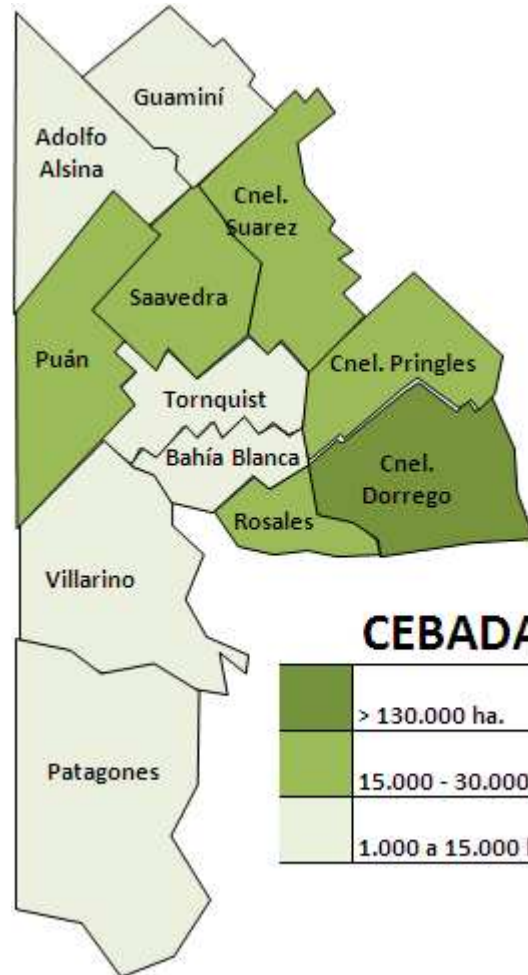 Guaminí
Adolfo
Alsina
Cnel.
Suarez
Saavedra
Puán
Cnel. Pringles
Tornquist
Bahía Blanca
Cnel.
Dorrego
Rosales
Villarino
CEBADA
> 130.000 ha.
Patagones
15.000 - 30.000
1.000 a 15.000